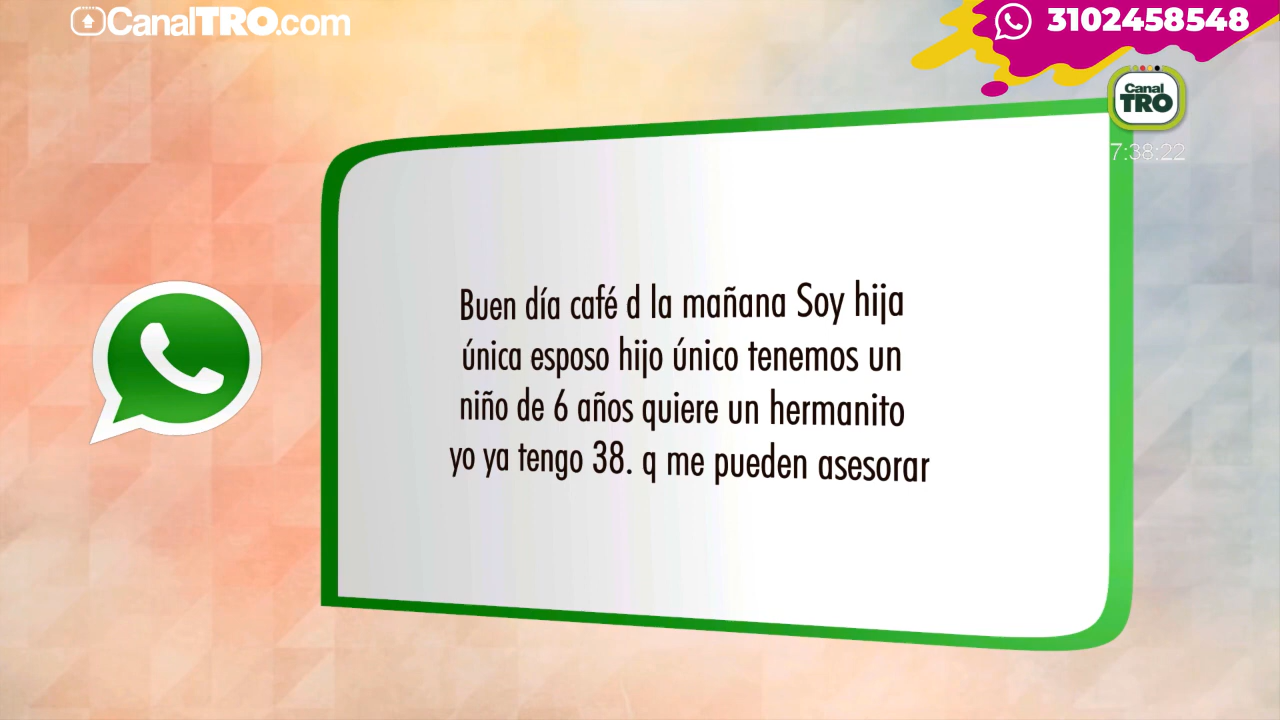 CanalTRO.com
3102458548
Canal
TRO
7:38:22
Buen día café d la mañana Soy hija
única esposo hijo único tenemos un
niño de 6 años quiere un hermanito
yo ya tengo 38. q me pueden asesorar